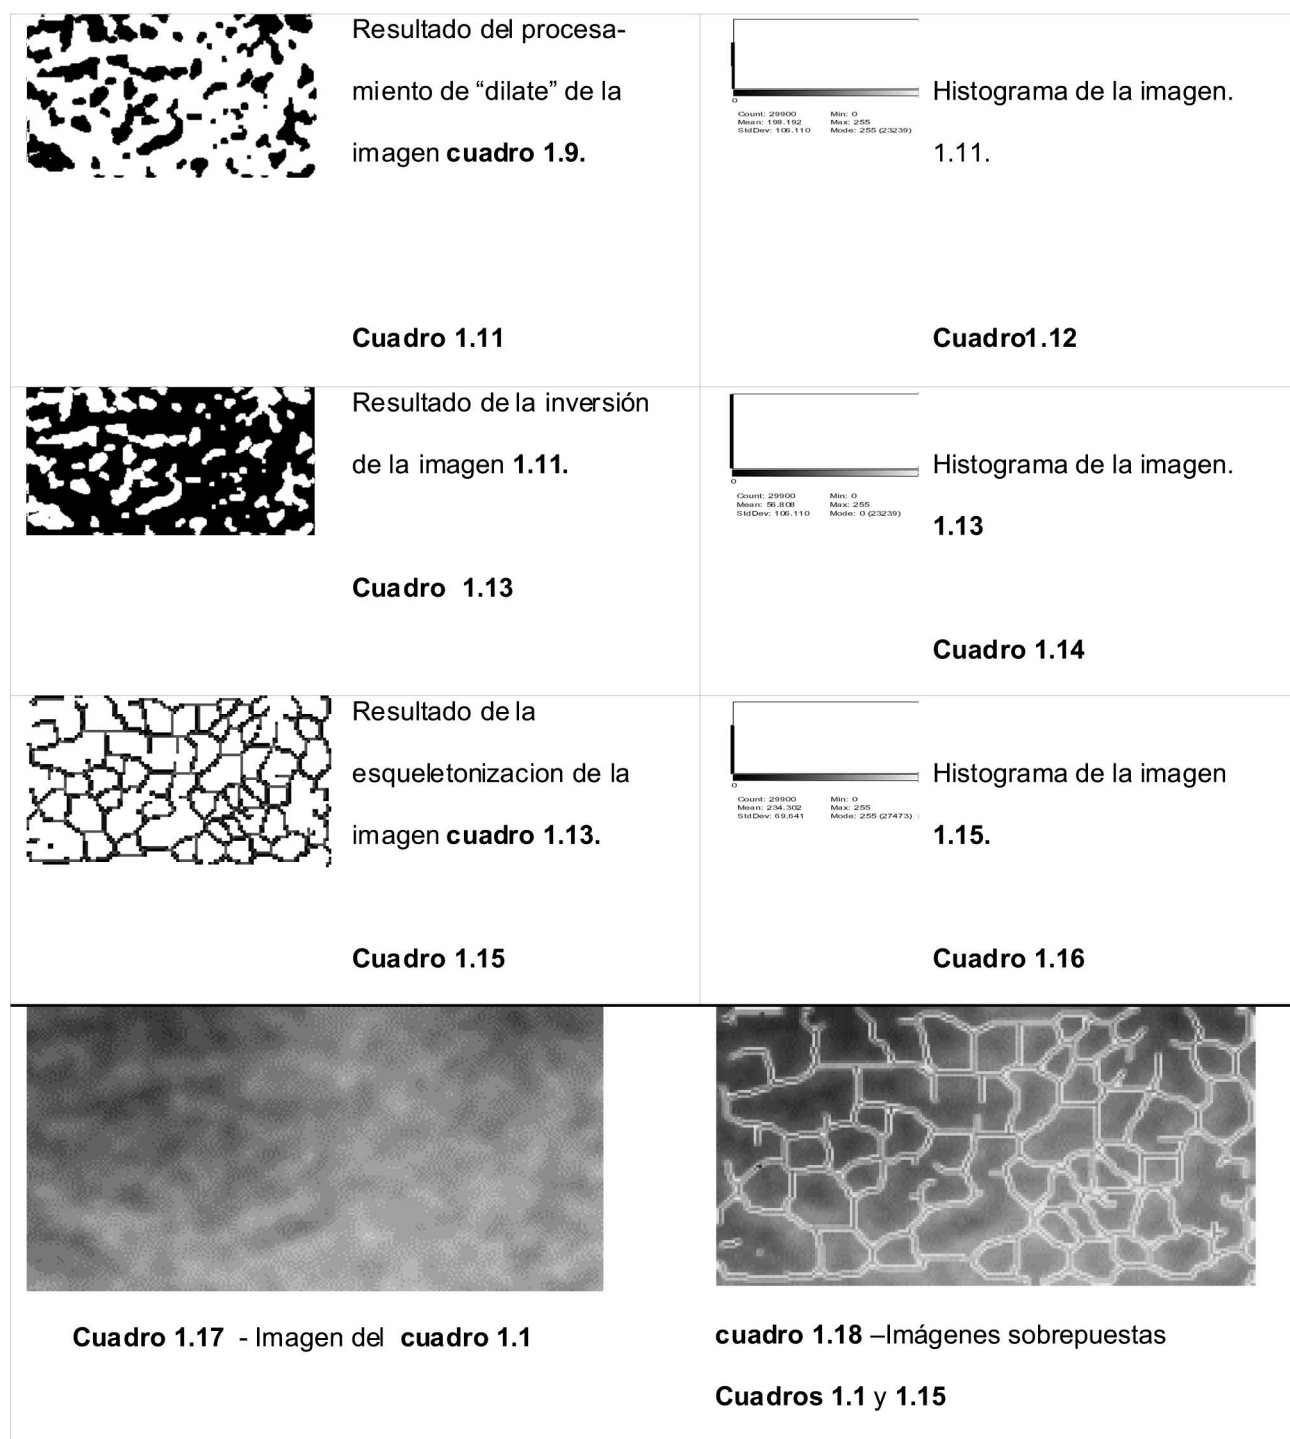 Resultado del procesa-
miento de “dilate” de la
imagen cuadro 1.9.
Cuadro 1.11
0
Count: 29900 Min: 0
Mean: 198.192 Max: 255
StdDev: 106.110 Mode: 255 (23239)
Histograma de la imagen.
1.11.
Cuadro1.12
Resultado de la inversión
de la imagen 1.11.
Cuadro 1.13
0
Count: 29900 Min: 0
Mean: 56.808 Max: 255
StdDev: 106.110 Mode: 0 (23239)
Histograma de la imagen.
1.13
Cuadro 1.14
Resultado de la
esqueletonizacion de la
imagen cuadro 1.13.
Cuadro 1.15
0
Count: 29900 Min: 0
Mean: 234.302 Max: 255
StdDev: 69.641 Mode: 255 (27473)
Histograma de la imagen
1.15.
Cuadro 1.16
Cuadro 1.17 - Imagen del cuadro 1.1
cuadro 1.18 –Imágenes sobrepuestas
Cuadros 1.1 y 1.15